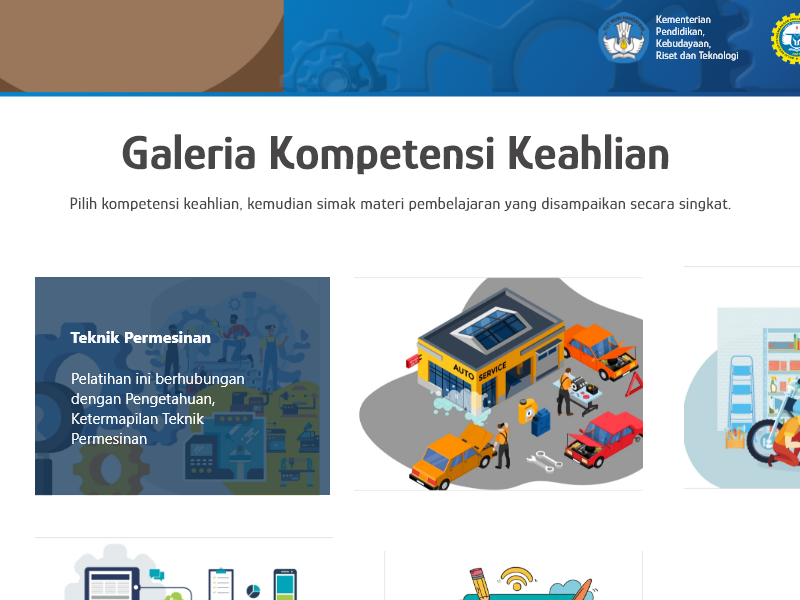 Kementerian
Pendidikan,
Kebudayaan,
Riset dan Teknologi
Galeria Kompetensi Keahlian
Pilih kompetensi keahlian, kemudian simak materi pembelajaran yang disampaikan secara singkat.
Teknik Permesinan
Pelatihan ini berhubungan
dengan Pengetahuan,
Ketermapilan Teknik
Permesinan
AUTO SERVICE